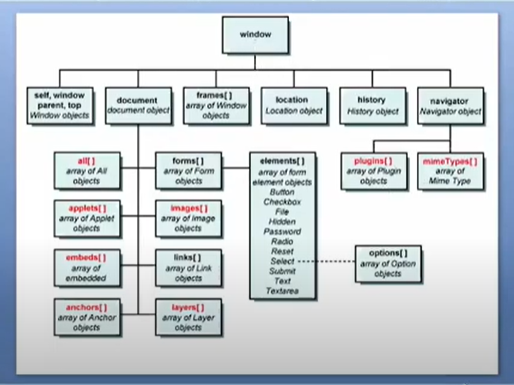 window
self, window
parent, top
Window objects
document
document object
frames[ ]
array of Window
objects
location
Location object
history
History object
navigator
Navigator object
all[ ]
array of All
objects
forms[ ]
array of Form
objects
elements[ ]
array of form
element objects
Button
Checkbox
File
Hidden
Password
Radio
Reset
Select
Submit
Text
Textarea
plugins[ ]
array of Plugin
objects
mimeTypes[ ]
array of
Mime Type
applets[ ]
array of Applet
objects
images[ ]
array of image
objects
embeds[ ]
array of
embedded
links[ ]
array of Link
objects
options[ ]
array of Option
objects
anchors[ ]
array of Anchor
objects
layers[ ]
array of Layer
objects